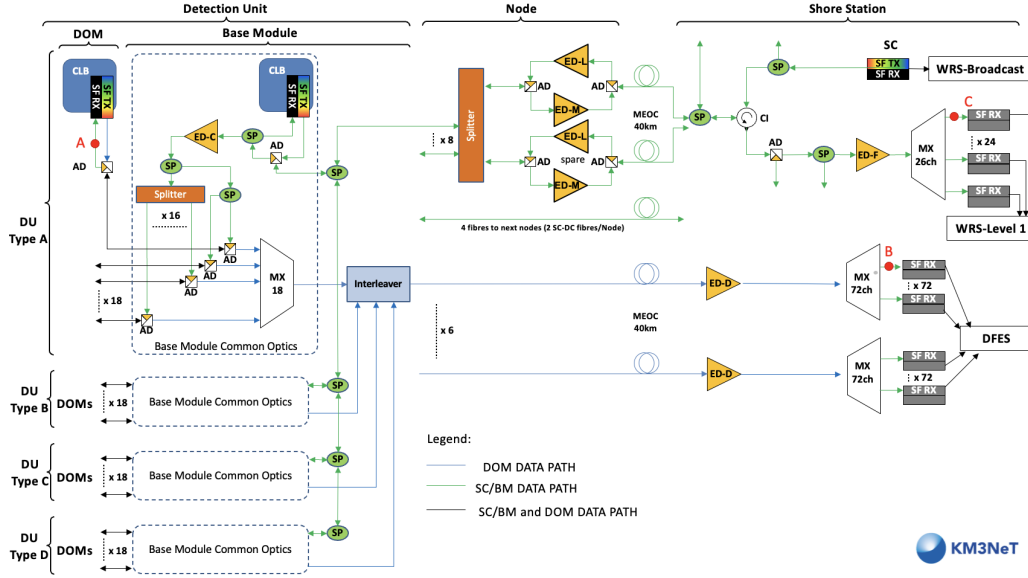 Detection Unit
Node
Shore Station
DOM
Base Module
SC
CLB
SF RX
SF TX
CLB
SF RX
SF TX
A
AD
ED-C
SP
AD
SP
Splitter
SP
SP
x 16
AD
AD
AD
AD
x 18
MX
18
Base Module Common Optics
DU
Type A
Interleaver
Splitter
x 8
ED-L
AD
AD
ED-M
ED-L
spare
AD
AD
ED-M
MEOC
40km
4 fibres to next nodes (2 SC-DC fibres/Node)
SP
SP
CI
SF TX
SF RX
WRS-Broadcast
AD
SP
ED-F
MX
26ch
C
SF RX
x 24
SF RX
SF RX
WRS-Level 1
ED-D
MX
72ch
B
SF RX
x 72
SF RX
DFES
x 6
MEOC
40km
ED-D
MX
72ch
SF RX
x 72
SF RX
DU
Type B
DOMs
x 18
Base Module Common Optics
SP
DU
Type C
DOMs
x 18
Base Module Common Optics
SP
DU
Type D
DOMs
x 18
Base Module Common Optics
SP
Legend:
DOM DATA PATH
SC/BM DATA PATH
SC/BM and DOM DATA PATH
KM3NeT